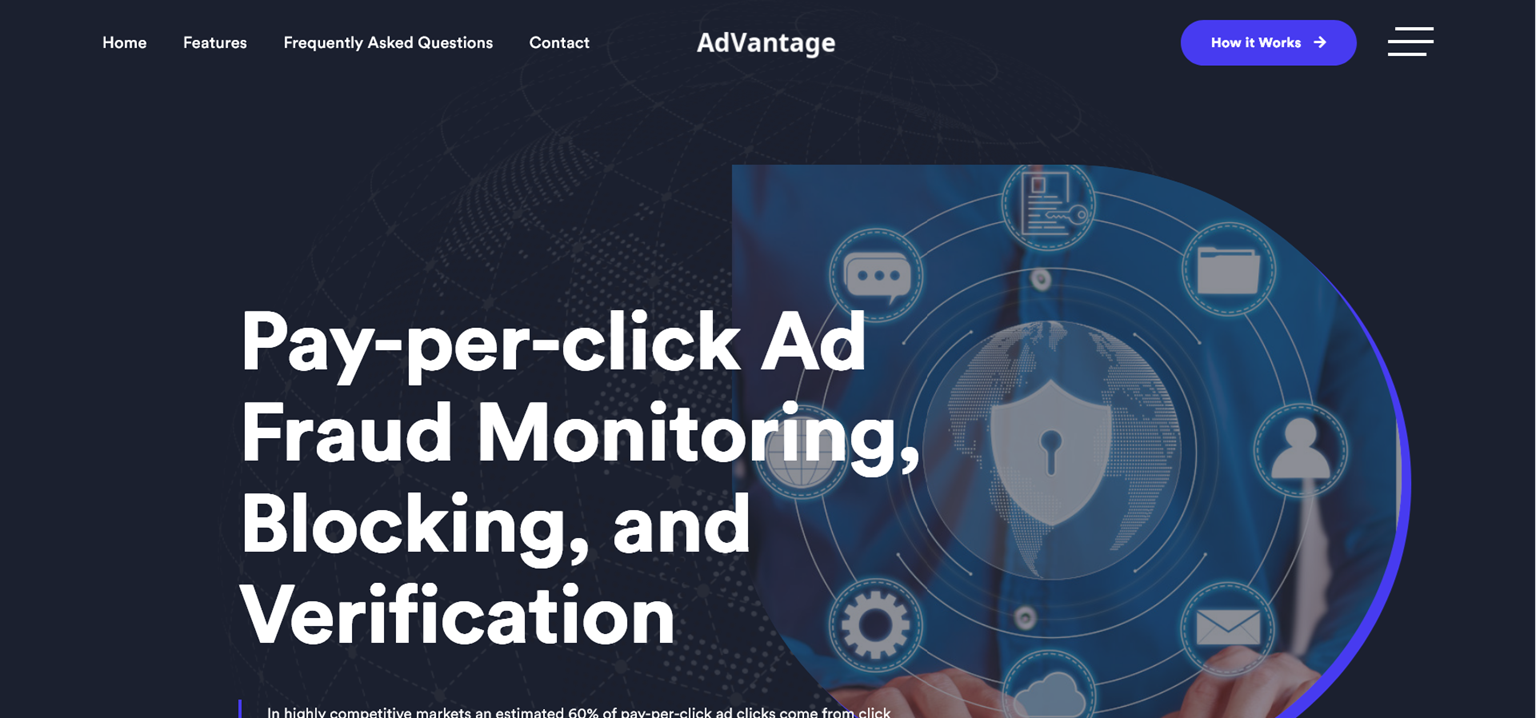 Home Features Frequently Asked Questions Contact AdVantage How it Works →
Pay-per-click Ad
Fraud Monitoring,
Blocking, and
Verification
In highly competitive markets an estimated 60% of pay-per-click ad clicks come from click